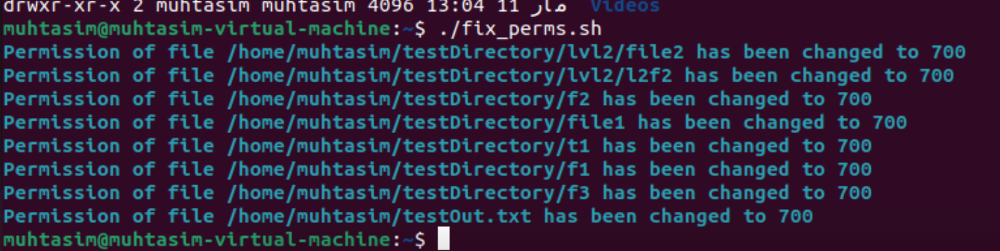 drwxr-xr-x 2 muhtasim muhtasim 4096 13:04 11 مار Videos
muhtasim@muhtasim-virtual-machine:~$ ./fix_perms.sh
Permission of file /home/muhtasim/testDirectory/lvl2/file2 has been changed to 700
Permission of file /home/muhtasim/testDirectory/lvl2/l2f2 has been changed to 700
Permission of file /home/muhtasim/testDirectory/f2 has been changed to 700
Permission of file /home/muhtasim/testDirectory/file1 has been changed to 700
Permission of file /home/muhtasim/testDirectory/t1 has been changed to 700
Permission of file /home/muhtasim/testDirectory/f1 has been changed to 700
Permission of file /home/muhtasim/testDirectory/f3 has been changed to 700
Permission of file /home/muhtasim/testOut.txt has been changed to 700
muhtasim@muhtasim-virtual-machine:~$